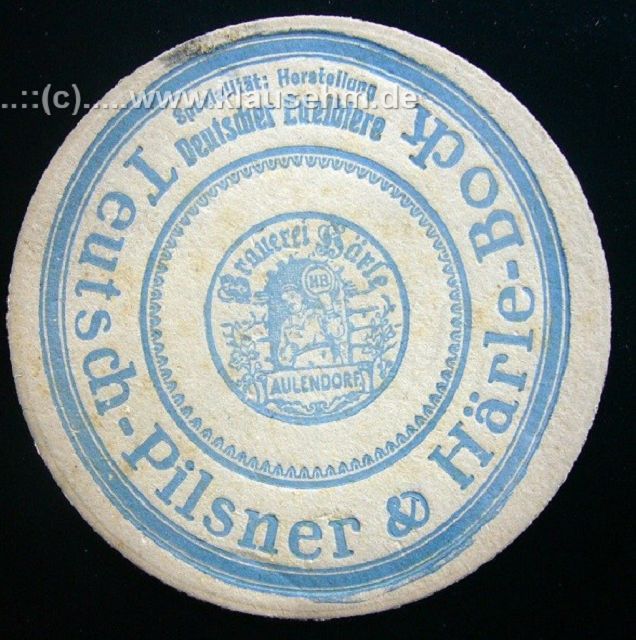 Spezialität: Herstellung
..::(c).....www.klausehm.de
Deutscher Edelbiere
Teutsch-Pilsner & Härle-Bock
Brauerei Härle
HB
AULENDORF